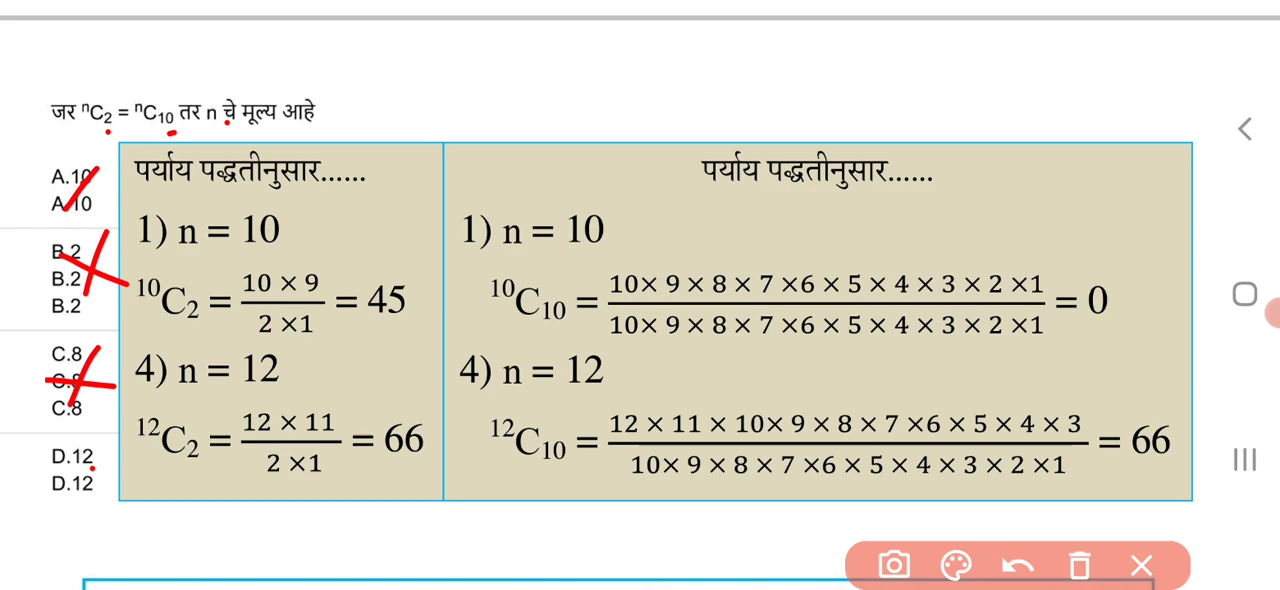 जर ⁿC₂ = ⁿC₁₀ तर n चे मूल्य आहे
A.10
A.10
B.2
B.2
B.2
C.8
C.8
C.8
D.12
D.12
पर्याय पद्धतीनुसार......
1) n = 10
¹⁰C₂ = (10 × 9)/(2 ×1) = 45
4) n = 12
¹²C₂ = (12 × 11)/(2 ×1) = 66
पर्याय पद्धतीनुसार......
1) n = 10
¹⁰C₁₀ = (10× 9 × 8 × 7 ×6 × 5 × 4 × 3 × 2 ×1)/(10× 9 × 8 × 7 ×6 × 5 × 4 × 3 × 2 ×1) = 0
4) n = 12
¹²C₁₀ = (12 × 11 × 10× 9 × 8 × 7 ×6 × 5 × 4 × 3)/(10× 9 × 8 × 7 ×6 × 5 × 4 × 3 × 2 ×1) = 66